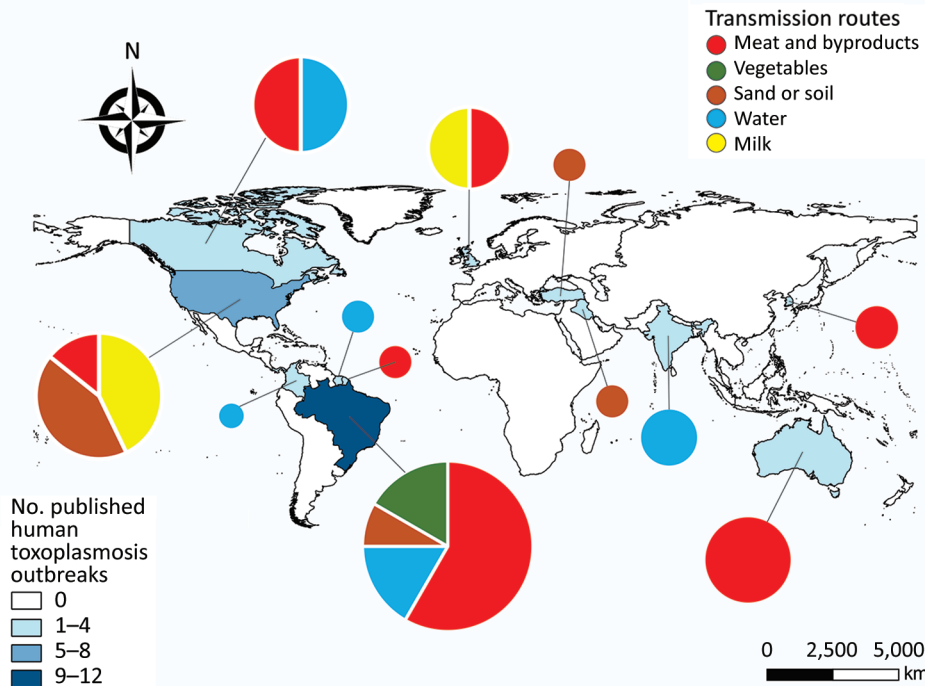 Transmission routes
Meat and byproducts
Vegetables
Sand or soil
Water
Milk
N
No. published
human
toxoplasmosis
outbreaks
0
1–4
5–8
9–12
0 2,500 5,000
km